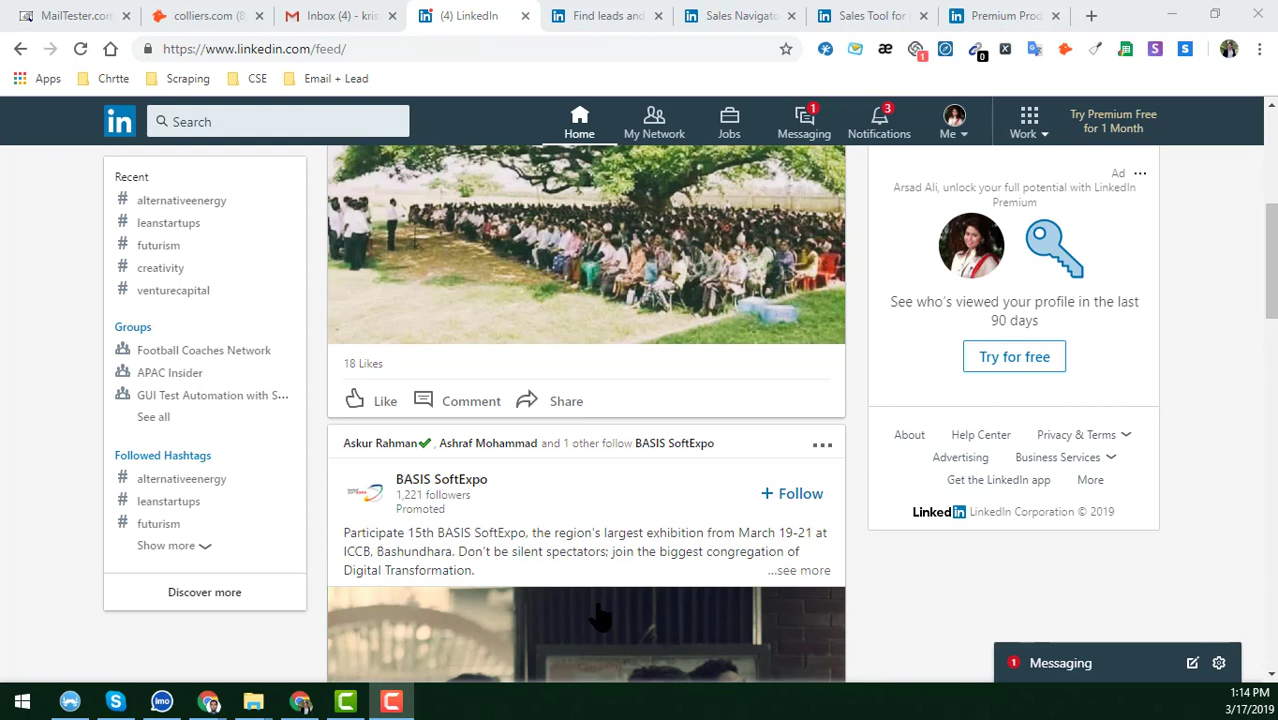 MailTester.com
colliers.com (8
Inbox (4) - kris
(4) LinkedIn
Find leads and
Sales Navigato
Sales Tool for
Premium Prod
https://www.linkedin.com/feed/
1
0
Apps
Chrtte
Scraping
CSE
Email + Lead
in
Search
Home
My Network
Jobs
1
Messaging
3
Notifications
Me
Work
Try Premium Free
for 1 Month
Recent
# alternativeenergy
# leanstartups
# futurism
# creativity
# venturecapital
Groups
Football Coaches Network
APAC Insider
GUI Test Automation with S...
See all
Followed Hashtags
# alternativeenergy
# leanstartups
# futurism
Show more
Discover more
18 Likes
Like
Comment
Share
Askur Rahman✔, Ashraf Mohammad and 1 other follow BASIS SoftExpo
BASIS SoftExpo
1,221 followers
Promoted
+ Follow
Participate 15th BASIS SoftExpo, the region's largest exhibition from March 19-21 at
ICCB, Bashundhara. Don't be silent spectators; join the biggest congregation of
Digital Transformation.
...see more
Ad
Arsad Ali, unlock your full potential with LinkedIn
Premium
See who's viewed your profile in the last
90 days
Try for free
About
Help Center
Privacy & Terms
Advertising
Business Services
Get the LinkedIn app
More
LinkedIn LinkedIn Corporation © 2019
1 Messaging
1:14 PM
3/17/2019